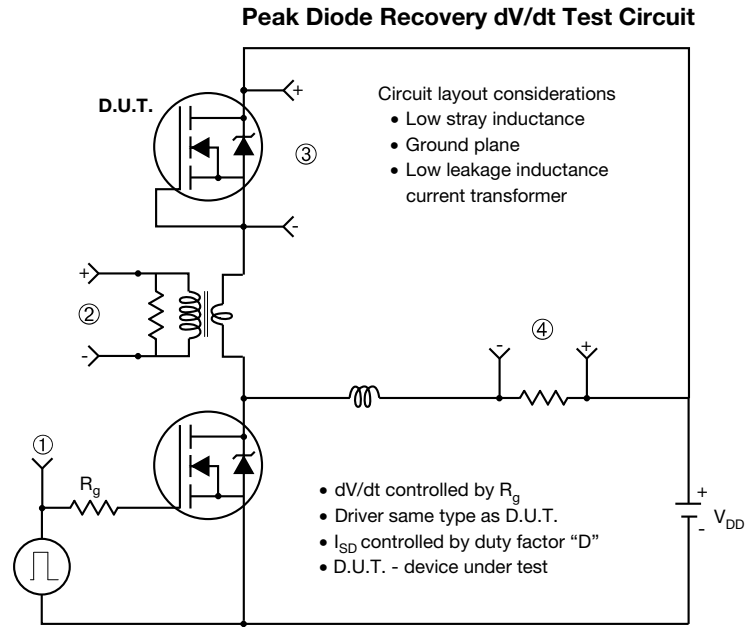 Peak Diode Recovery dV/dt Test Circuit
D.U.T.
+
Circuit layout considerations
• Low stray inductance
• Ground plane
• Low leakage inductance
current transformer
③
-
+
②
-
④
- +
①
R_g
• dV/dt controlled by R_g
• Driver same type as D.U.T.
• I_SD controlled by duty factor “D”
• D.U.T. - device under test
+
V_DD
-